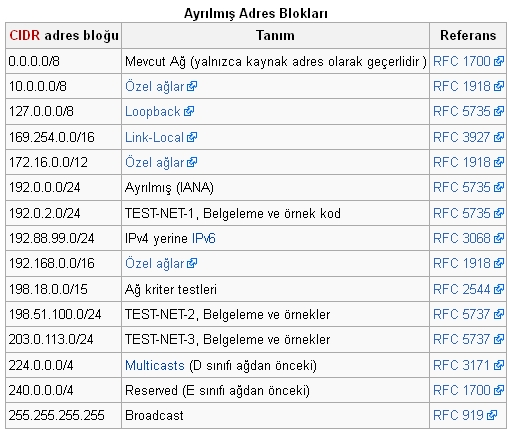 Ayrılmış Adres Blokları
CIDR adres bloğu Tanım Referans
0.0.0.0/8 Mevcut Ağ (yalnızca kaynak adres olarak geçerlidir ) RFC 1700
10.0.0.0/8 Özel ağlar RFC 1918
127.0.0.0/8 Loopback RFC 5735
169.254.0.0/16 Link-Local RFC 3927
172.16.0.0/12 Özel ağlar RFC 1918
192.0.0.0/24 Ayrılmış (IANA) RFC 5735
192.0.2.0/24 TEST-NET-1, Belgeleme ve örnek kod RFC 5735
192.88.99.0/24 IPv4 yerine IPv6 RFC 3068
192.168.0.0/16 Özel ağlar RFC 1918
198.18.0.0/15 Ağ kriter testleri RFC 2544
198.51.100.0/24 TEST-NET-2, Belgeleme ve örnekler RFC 5737
203.0.113.0/24 TEST-NET-3, Belgeleme ve örnekler RFC 5737
224.0.0.0/4 Multicasts (D sınıfı ağdan önceki) RFC 3171
240.0.0.0/4 Reserved (E sınıfı ağdan önceki) RFC 1700
255.255.255.255 Broadcast RFC 919